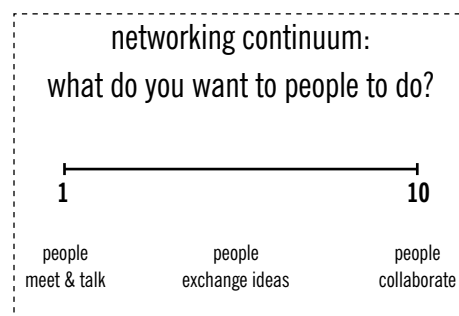 networking continuum:
what do you want to people to do?
1 10
people people people
meet & talk exchange ideas collaborate